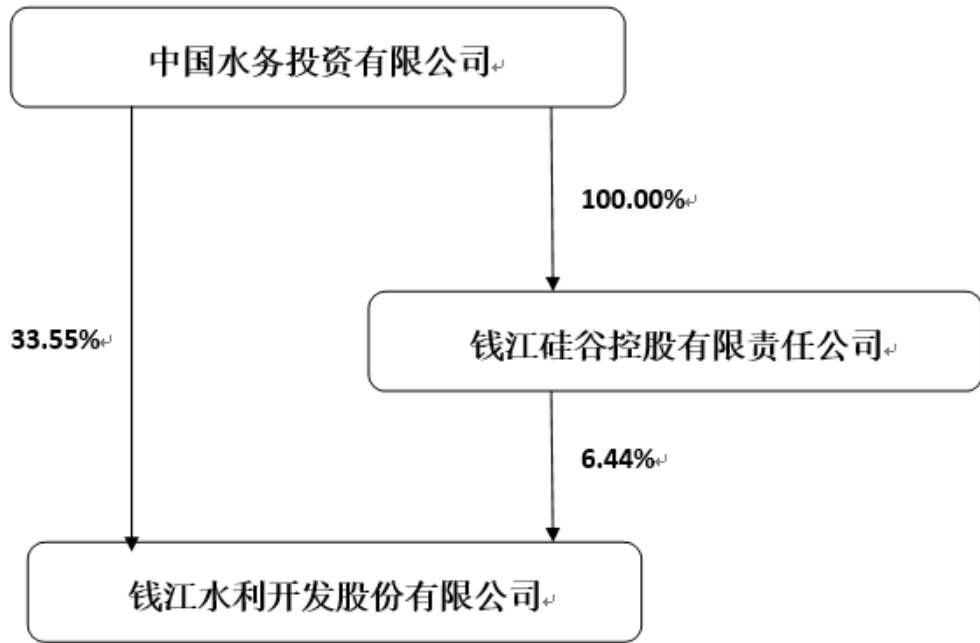 中国水务投资有限公司
100.00%
钱江硅谷控股有限责任公司
33.55%
6.44%
钱江水利开发股份有限公司